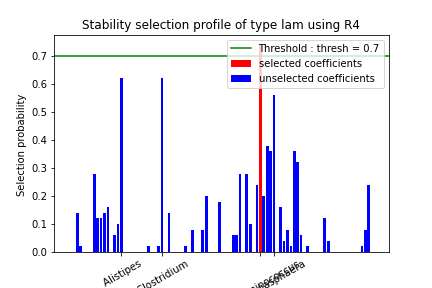 Stability selection profile of type lam using R4
Threshold : thresh = 0.7
selected coefficients
unselected coefficients
Selection probability
0.7
0.6
0.5
0.4
0.3
0.2
0.1
0.0
Alistipes
Clostridium